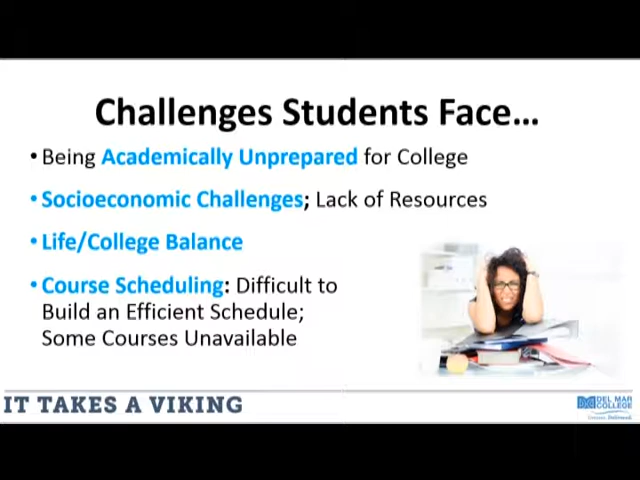 Challenges Students Face...
• Being Academically Unprepared for College
• Socioeconomic Challenges; Lack of Resources
• Life/College Balance
• Course Scheduling: Difficult to
Build an Efficient Schedule;
Some Courses Unavailable
IT TAKES A VIKING
DEL MAR
COLLEGE